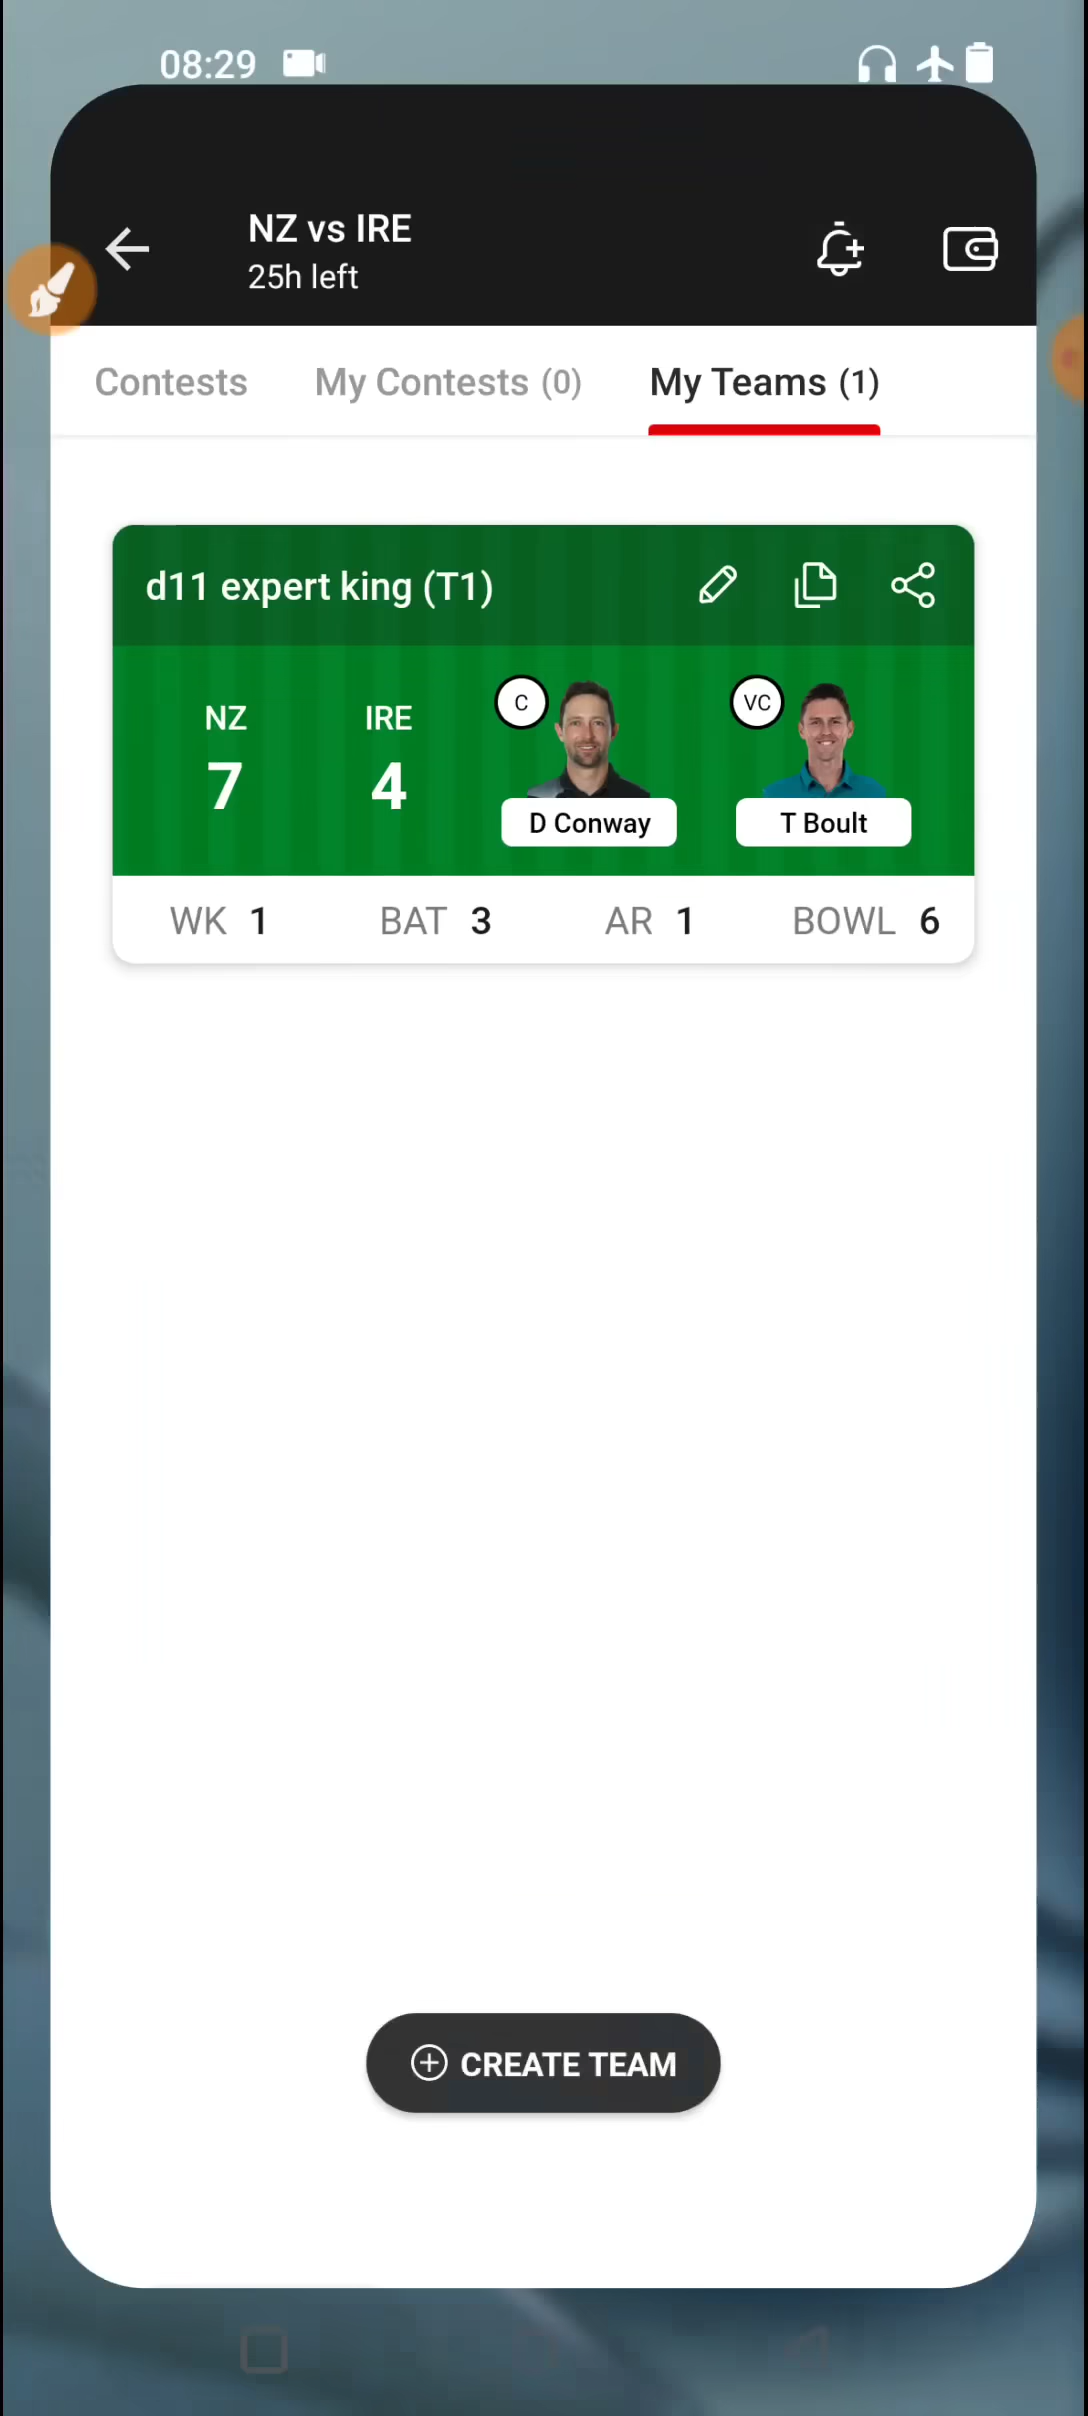 08:29
NZ vs IRE
25h left
Contests My Contests (0) My Teams (1)
d11 expert king (T1)
NZ IRE C VC
7 4
D Conway T Boult
WK 1 BAT 3 AR 1 BOWL 6
CREATE TEAM